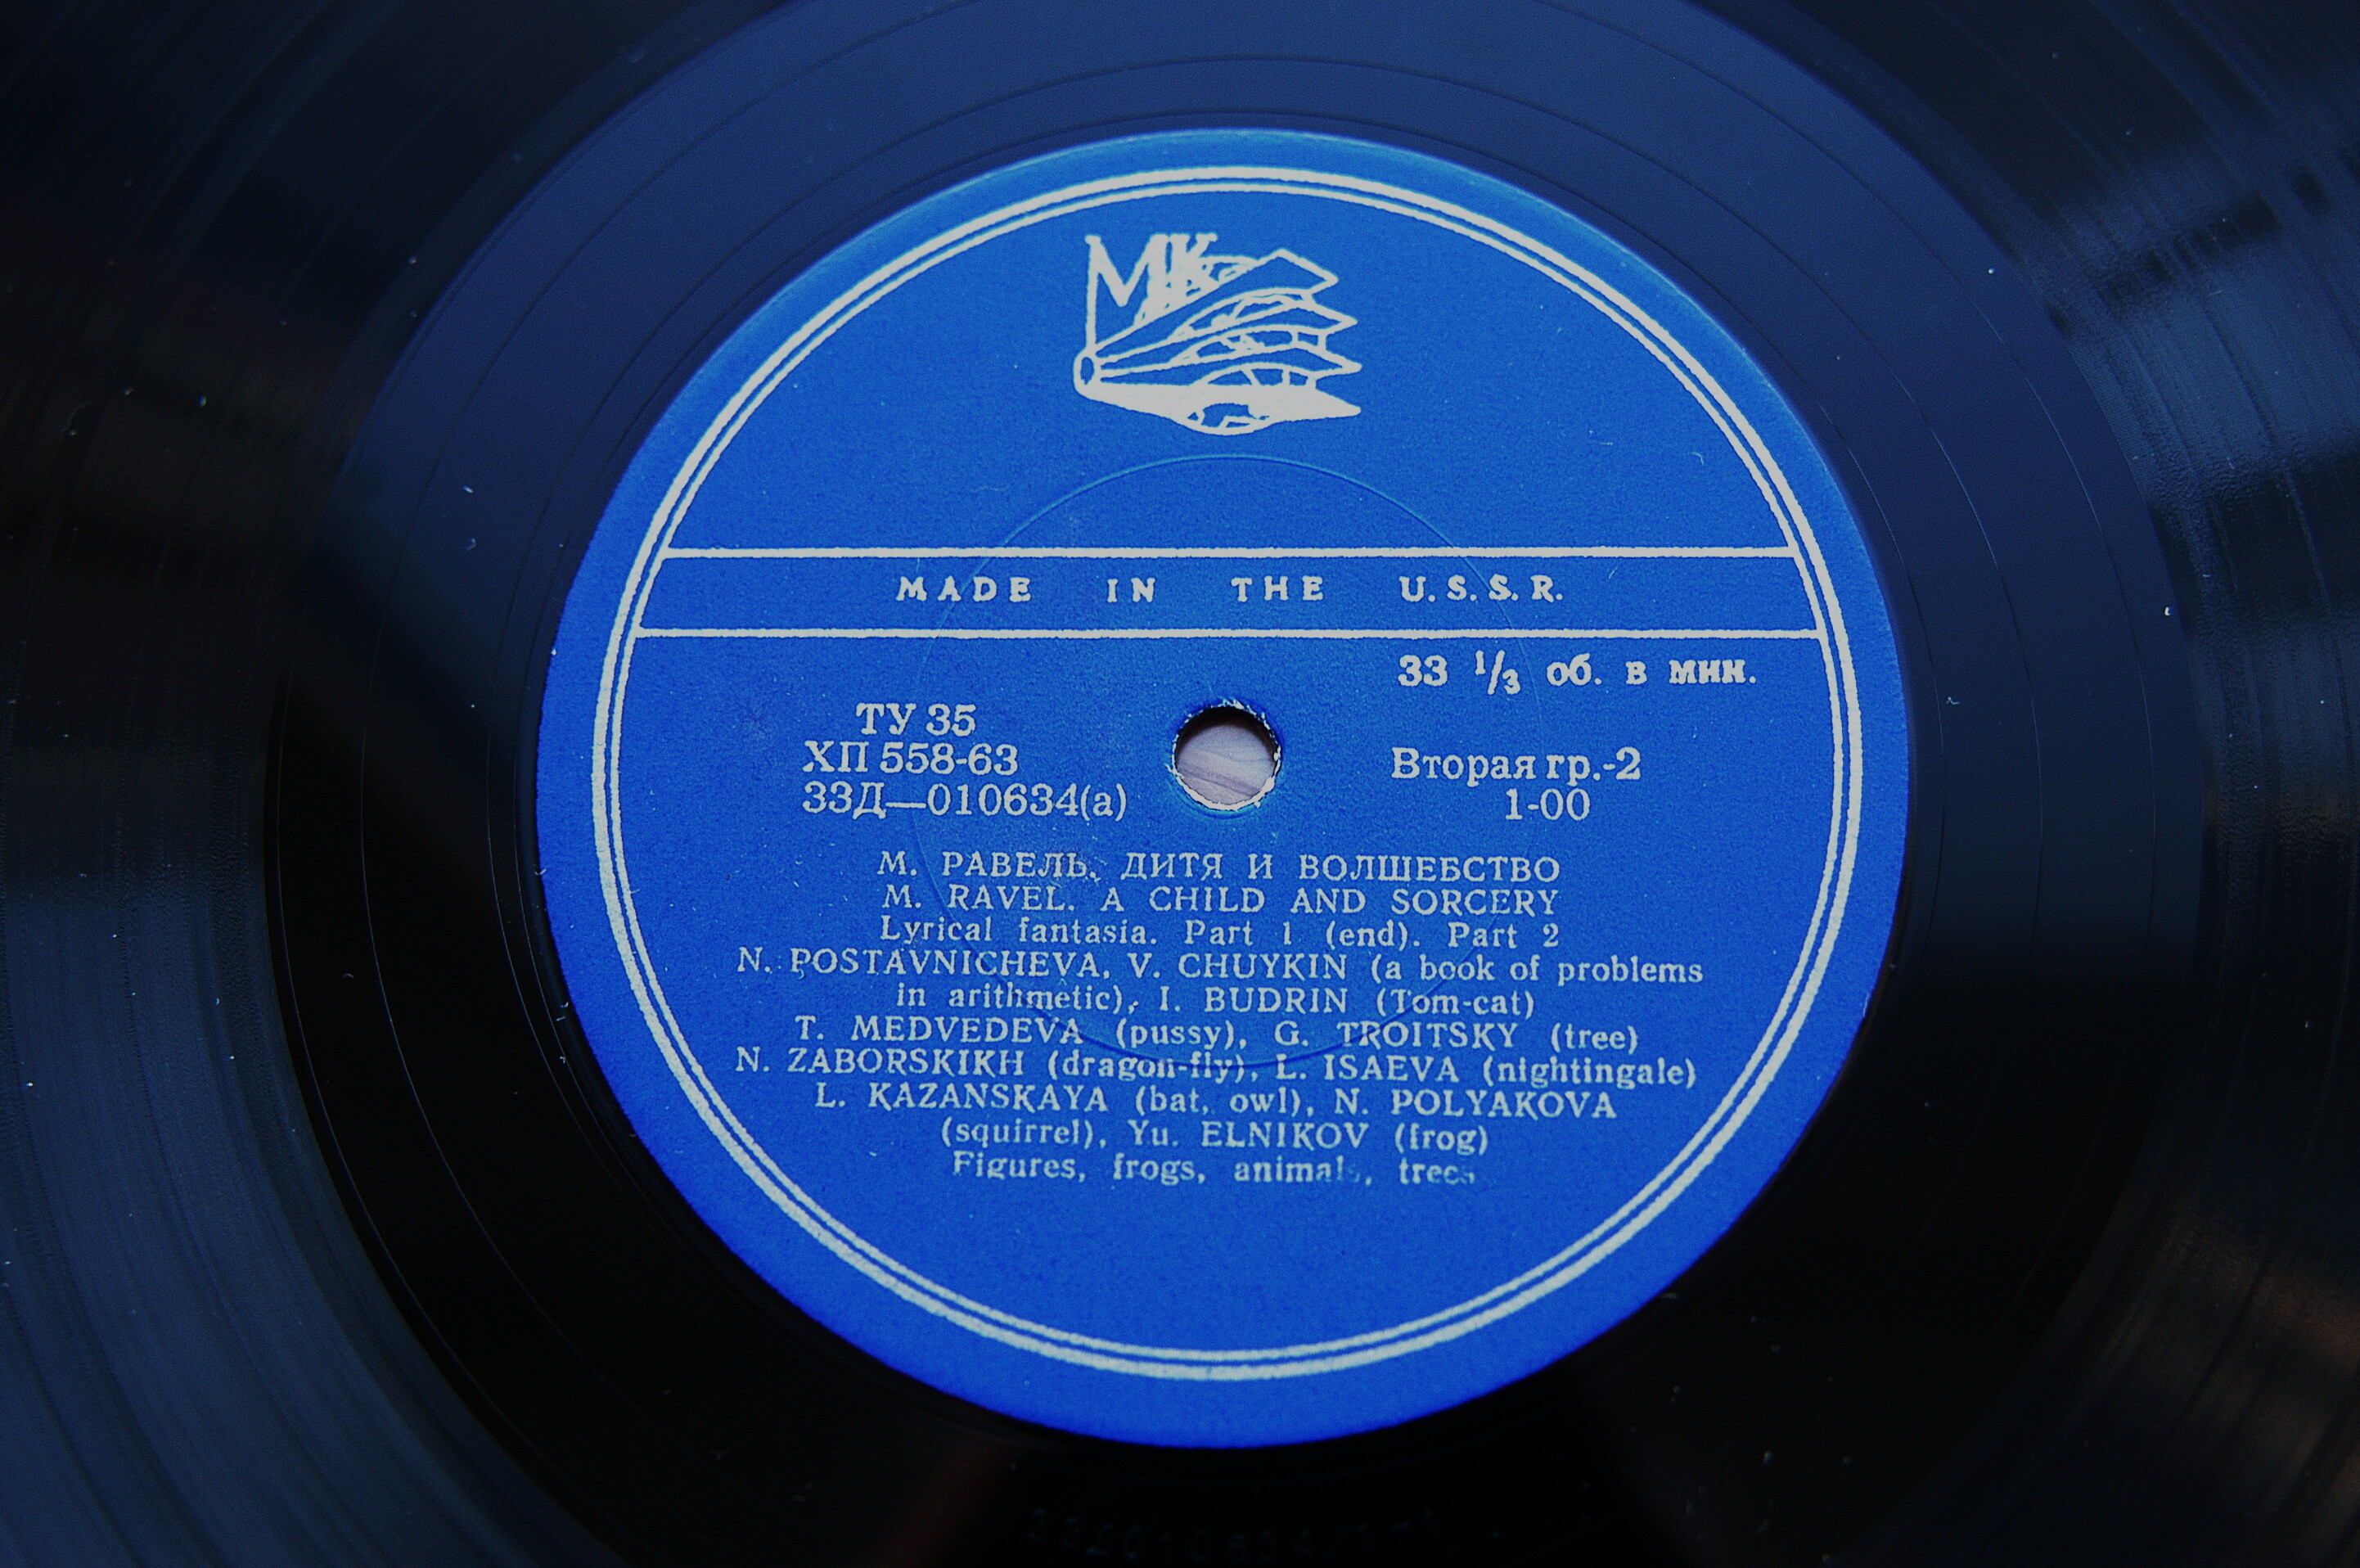 МК
MADE IN THE U.S.S.R.
33 1/3 об. в мин.
ТУ 35
ХП 558-63
33Д—010634(а)
Вторая гр.-2
1-00
М. РАВЕЛЬ. ДИТЯ И ВОЛШЕБСТВО
M. RAVEL. A CHILD AND SORCERY
Lyrical fantasia. Part 1 (end). Part 2
N. POSTAVNICHEVA, V. CHUYKIN (a book of problems
in arithmetic), I. BUDRIN (Tom-cat)
T. MEDVEDEVA (pussy), G. TROITSKY (tree)
N. ZABORSKIKH (dragon-fly), L. ISAEVA (nightingale)
L. KAZANSKAYA (bat, owl), N. POLYAKOVA
(squirrel), Yu. ELNIKOV (frog)
Figures, frogs, animals, trees